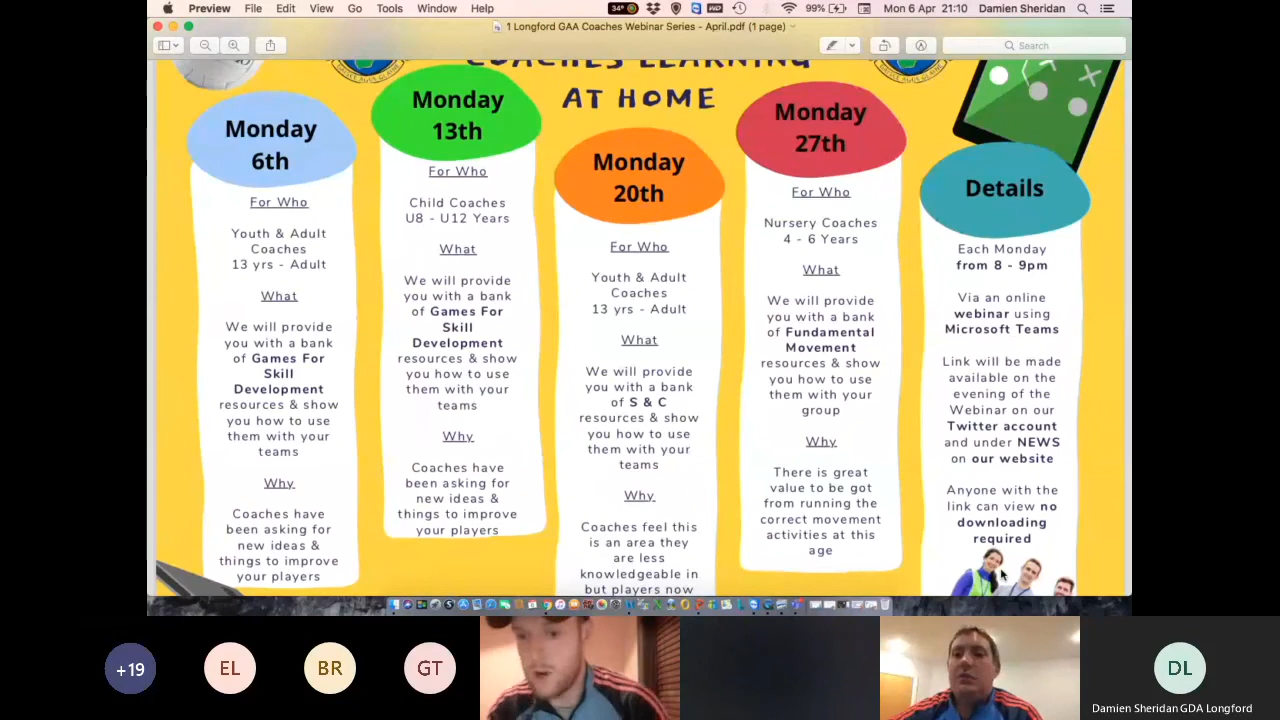 Preview File Edit View Go Tools Window Help
34° WD 99% Mon 6 Apr 21:10 Damien Sheridan
1 Longford GAA Coaches Webinar Series - April.pdf (1 page)
Search
COACHES LEARNING
AT HOME
Monday
6th
For Who
Youth & Adult
Coaches
13 yrs - Adult
What
We will provide
you with a bank
of Games For
Skill
Development
resources & show
you how to use
them with your
teams
Why
Coaches have
been asking for
new ideas &
things to improve
your players
Monday
13th
For Who
Child Coaches
U8 - U12 Years
What
We will provide
you with a bank
of Games For
Skill
Development
resources & show
you how to use
them with your
teams
Why
Coaches have
been asking for
new ideas &
things to improve
your players
Monday
20th
For Who
Youth & Adult
Coaches
13 yrs - Adult
What
We will provide
you with a bank
of S & C
resources & show
you how to use
them with your
teams
Why
Coaches feel this
is an area they
are less
knowledgeable in
but players now
Monday
27th
For Who
Nursery Coaches
4 - 6 Years
What
We will provide
you with a bank
of Fundamental
Movement
resources & show
you how to use
them with your
group
Why
There is great
value to be got
from running the
correct movement
activities at this
age
Details
Each Monday
from 8 - 9pm
Via an online
webinar using
Microsoft Teams
Link will be made
available on the
evening of the
Webinar on our
Twitter account
and under NEWS
on our website
Anyone with the
link can view no
downloading
required
+19
EL
BR
GT
DL
Damien Sheridan GDA Longford